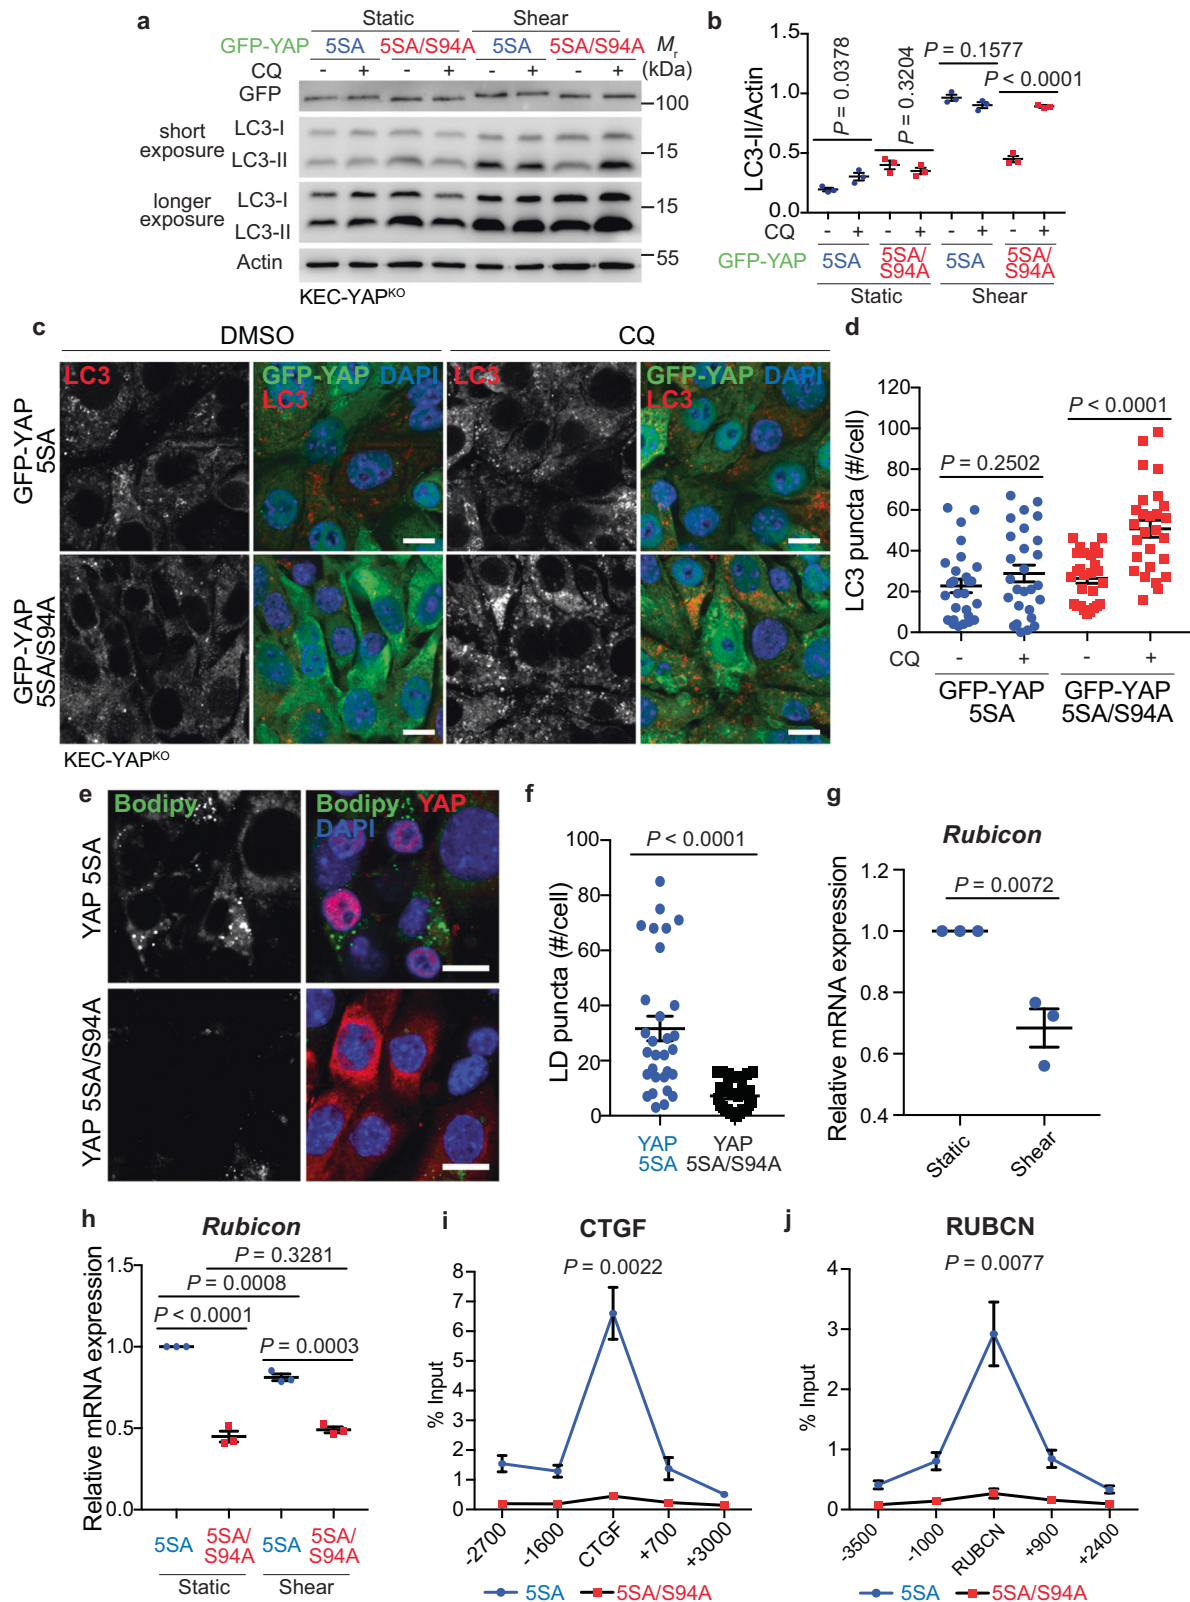 a
Static Shear
GFP-YAP 5SA 5SA/S94A 5SA 5SA/S94A Mr
CQ - + - + - + - + (kDa)
GFP
100
short exposure
LC3-I
LC3-II
15
longer exposure
LC3-I
LC3-II
15
Actin
55
KEC-YAPKO
b
LC3-II/Actin
1.5
1.0
0.5
0.0
P = 0.0378
P = 0.3204
P = 0.1577
P < 0.0001
CQ - + - + - + - +
GFP-YAP 5SA 5SA/S94A 5SA 5SA/S94A
Static Shear
c
DMSO CQ
LC3 GFP-YAP DAPI LC3 LC3 GFP-YAP DAPI LC3
GFP-YAP 5SA
GFP-YAP 5SA/S94A
KEC-YAPKO
d
LC3 puncta (#/cell)
120
100
80
60
40
20
0
P < 0.0001
P = 0.2502
CQ - + - +
GFP-YAP 5SA GFP-YAP 5SA/S94A
e
Bodipy Bodipy YAP DAPI
YAP 5SA
YAP 5SA/S94A
f
LD puncta (#/cell)
100
80
60
40
20
0
P < 0.0001
YAP 5SA YAP 5SA/S94A
g
Rubicon
Relative mRNA expression
1.2
1.0
0.8
0.6
0.4
P = 0.0072
Static Shear
h
Rubicon
Relative mRNA expression
1.5
1.0
0.5
0.0
P = 0.3281
P = 0.0008
P < 0.0001
P = 0.0003
5SA 5SA/S94A 5SA 5SA/S94A
Static Shear
i
CTGF
% Input
8
7
6
5
4
3
2
1
0
P = 0.0022
-2700 -1600 CTGF +700 +3000
5SA 5SA/S94A
j
RUBCN
% Input
4
3
2
1
0
P = 0.0077
-3500 -1000 RUBCN +900 +2400
5SA 5SA/S94A